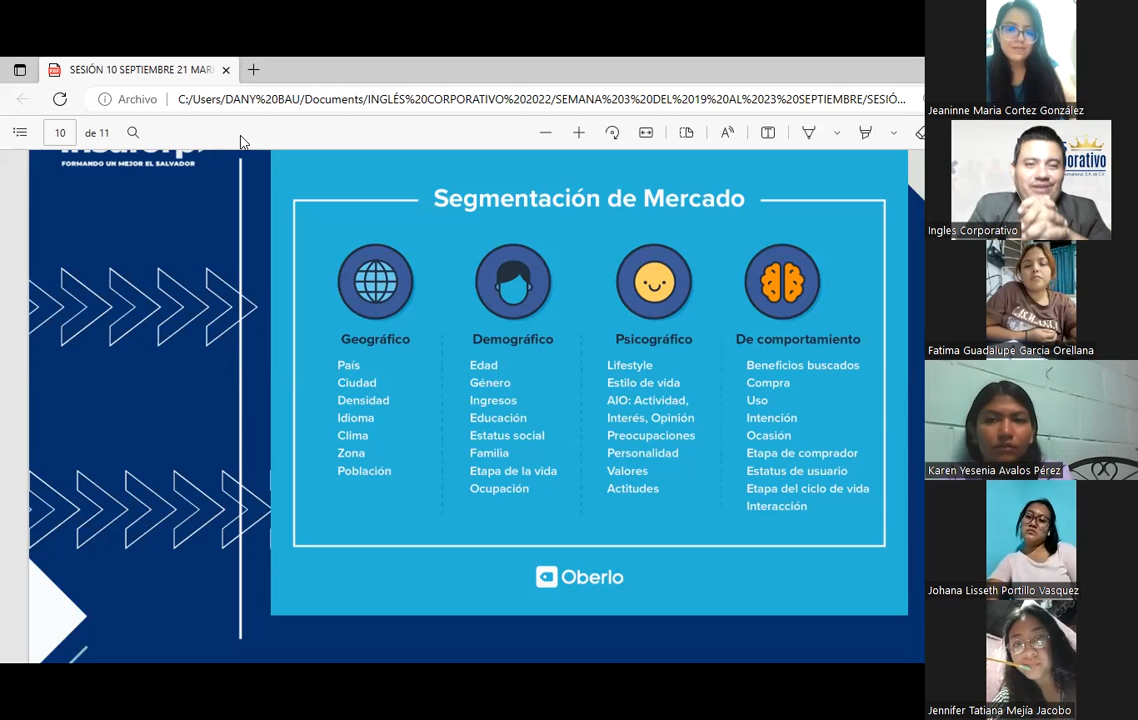 SESIÓN 10 SEPTIEMBRE 21 MAR
Archivo
C:/Users/DANY%20BAU/Documents/INGLÉS%20CORPORATIVO%202022/SEMANA%203%20DEL%2019%20AL%2023%20SEPTIEMBRE/SESIÓ...
10 de 11
FORMANDO UN MEJOR EL SALVADOR
Segmentación de Mercado
Geográfico
País
Ciudad
Densidad
Idioma
Clima
Zona
Población
Demográfico
Edad
Género
Ingresos
Educación
Estatus social
Familia
Etapa de la vida
Ocupación
Psicográfico
Lifestyle
Estilo de vida
AIO: Actividad,
Interés, Opinión
Preocupaciones
Personalidad
Valores
Actitudes
De comportamiento
Beneficios buscados
Compra
Uso
Intención
Ocasión
Etapa de comprador
Estatus de usuario
Etapa del ciclo de vida
Interacción
Oberlo
Jeaninne Maria Cortez González
orativo
Ingles Corporativo
Fatima Guadalupe Garcia Orellana
Karen Yesenia Avalos Pérez
Johana Lisseth Portillo Vasquez
Jennifer Tatiana Mejía Jacobo